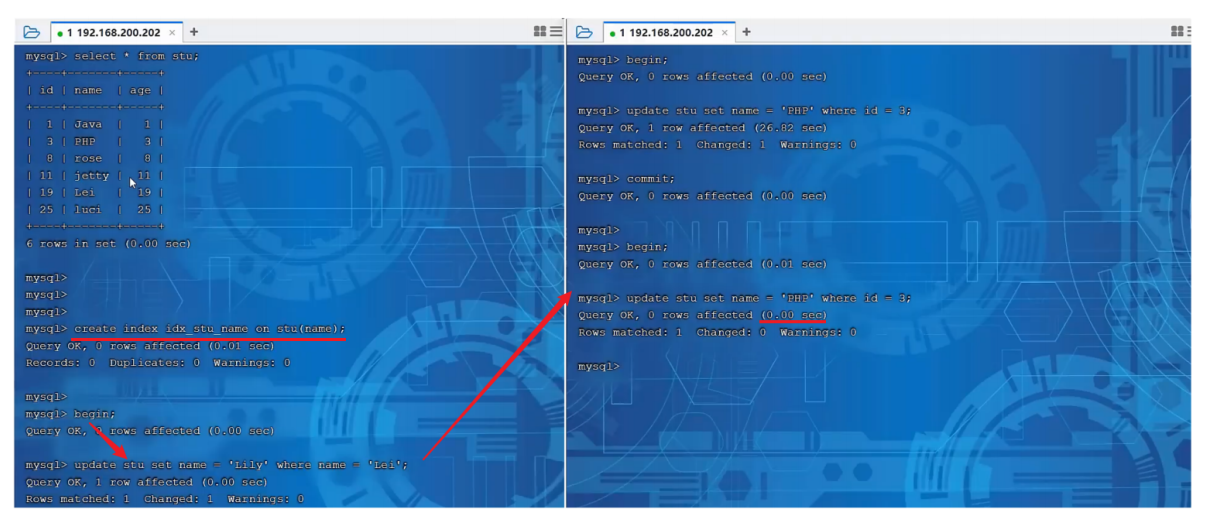 1 192.168.200.202 × +
mysql> select * from stu;
+----+-------+-----+
| id | name  | age |
+----+-------+-----+
|  1 | Java  |   1 |
|  3 | PHP   |   3 |
|  8 | rose  |   8 |
| 11 | jetty |  11 |
| 19 | Lei   |  19 |
| 25 | luci  |  25 |
+----+-------+-----+
6 rows in set (0.00 sec)
mysql>
mysql>
mysql>
mysql> create index idx_stu_name on stu(name);
Query OK, 0 rows affected (0.01 sec)
Records: 0  Duplicates: 0  Warnings: 0
mysql>
mysql> begin;
Query OK, 0 rows affected (0.00 sec)
mysql> update stu set name = 'Lily' where name = 'Lei';
Query OK, 1 row affected (0.00 sec)
Rows matched: 1  Changed: 1  Warnings: 0
1 192.168.200.202 × +
mysql> begin;
Query OK, 0 rows affected (0.00 sec)
mysql> update stu set name = 'PHP' where id = 3;
Query OK, 1 row affected (26.82 sec)
Rows matched: 1  Changed: 1  Warnings: 0
mysql> commit;
Query OK, 0 rows affected (0.00 sec)
mysql>
mysql> begin;
Query OK, 0 rows affected (0.01 sec)
mysql> update stu set name = 'PHP' where id = 3;
Query OK, 0 rows affected (0.00 sec)
Rows matched: 1  Changed: 0  Warnings: 0
mysql>